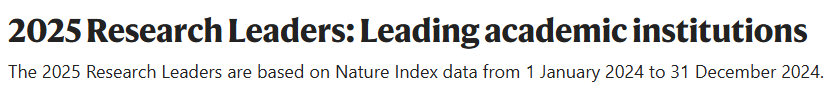 2025 Research Leaders: Leading academic institutions
The 2025 Research Leaders are based on Nature Index data from 1 January 2024 to 31 December 2024.